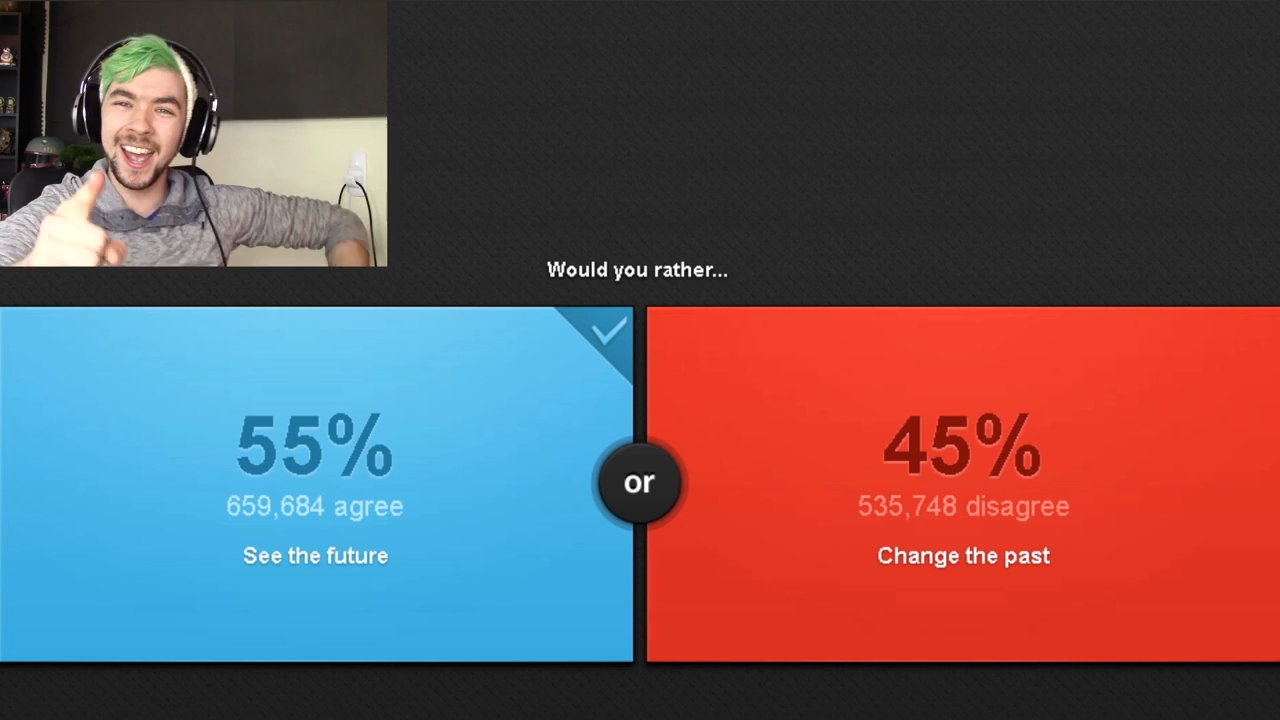 Would you rather...
55%
659,684 agree
See the future
or
45%
535,748 disagree
Change the past